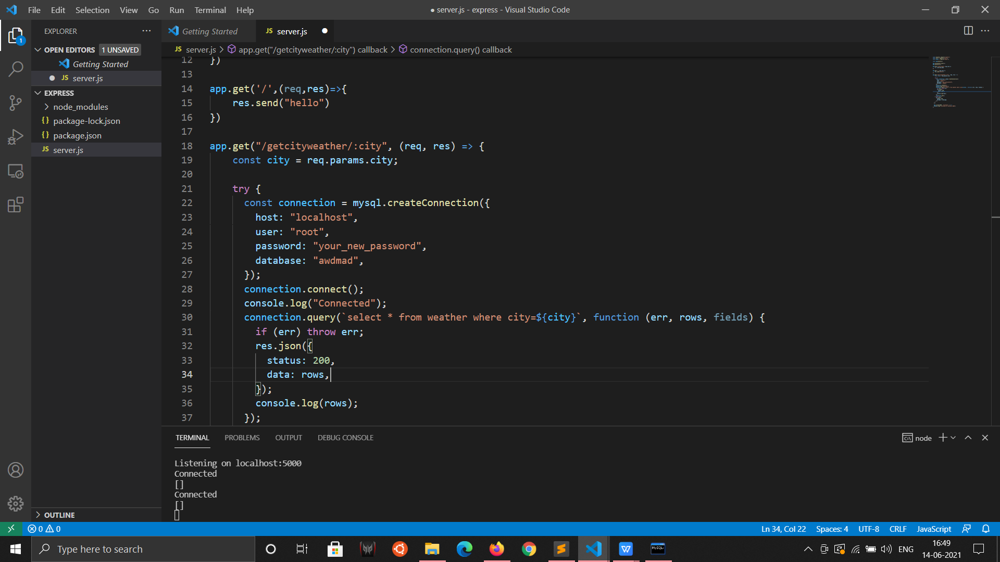 File Edit Selection View Go Run Terminal Help
● server.js - express - Visual Studio Code
EXPLORER
Getting Started
JS server.js
1
OPEN EDITORS 1 UNSAVED
JS server.js > app.get("/getcityweather/:city") callback > connection.query() callback
Getting Started
JS server.js
EXPRESS
node_modules
{} package-lock.json
{} package.json
JS server.js
12 })
13
14 app.get('/',(req,res)=>{
15     res.send("hello")
16 })
17
18 app.get("/getcityweather/:city", (req, res) => {
19     const city = req.params.city;
20
21     try {
22       const connection = mysql.createConnection({
23         host: "localhost",
24         user: "root",
25         password: "your_new_password",
26         database: "awdmad",
27       });
28       connection.connect();
29       console.log("Connected");
30       connection.query(`select * from weather where city=${city}`, function (err, rows, fields) {
31         if (err) throw err;
32         res.json({
33           status: 200,
34           data: rows,
35         });
36         console.log(rows);
37       });
TERMINAL PROBLEMS OUTPUT DEBUG CONSOLE
node
Listening on localhost:5000
Connected
[]
Connected
[]
OUTLINE
0 0
Ln 34, Col 22 Spaces: 4 UTF-8 CRLF JavaScript
Type here to search
W
MySQL
ENG
16:49
14-06-2021